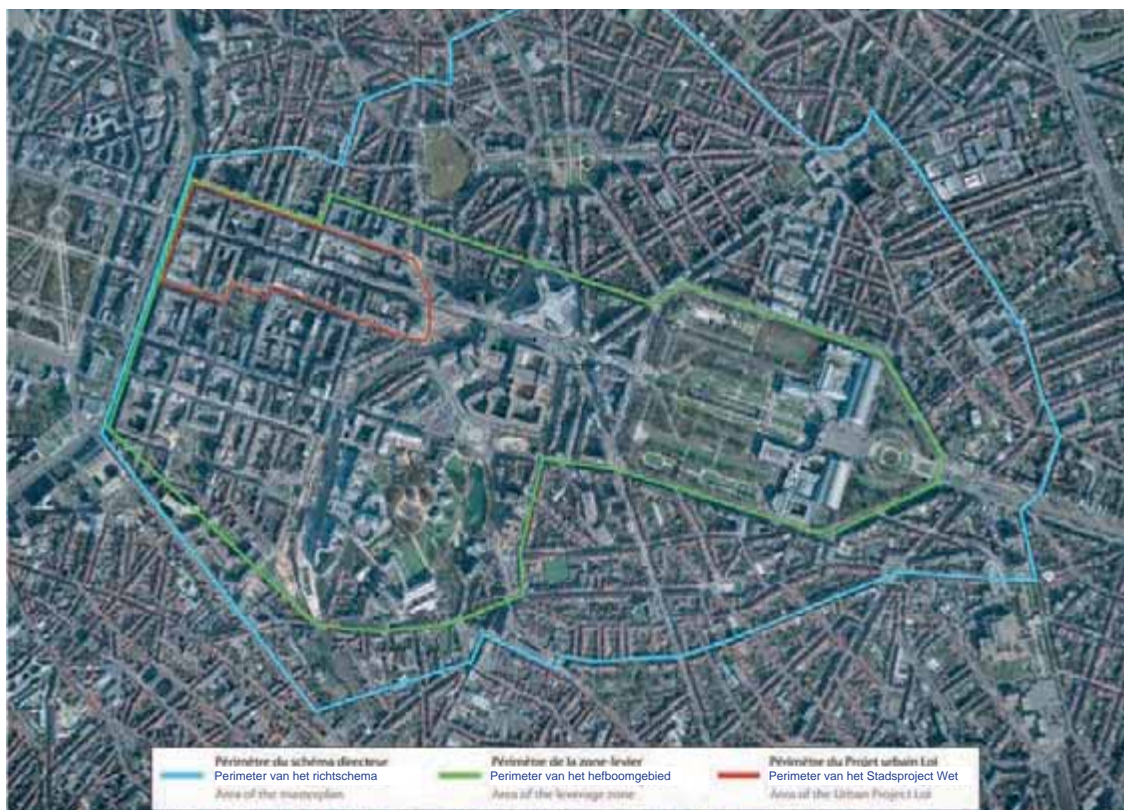 Périmètre du schéma directeur
Perimeter van het richtschema
Area of the masterplan
Périmètre de la zone-levier
Perimeter van het hefboomgebied
Area of the leverage zone
Périmètre du Projet urbain Loi
Perimeter van het Stadsproject Wet
Area of the Urban Project Loi